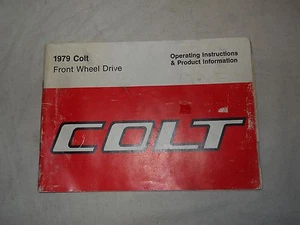 1979 Colt
Front Wheel Drive
Operating Instructions
& Product Information
COLT